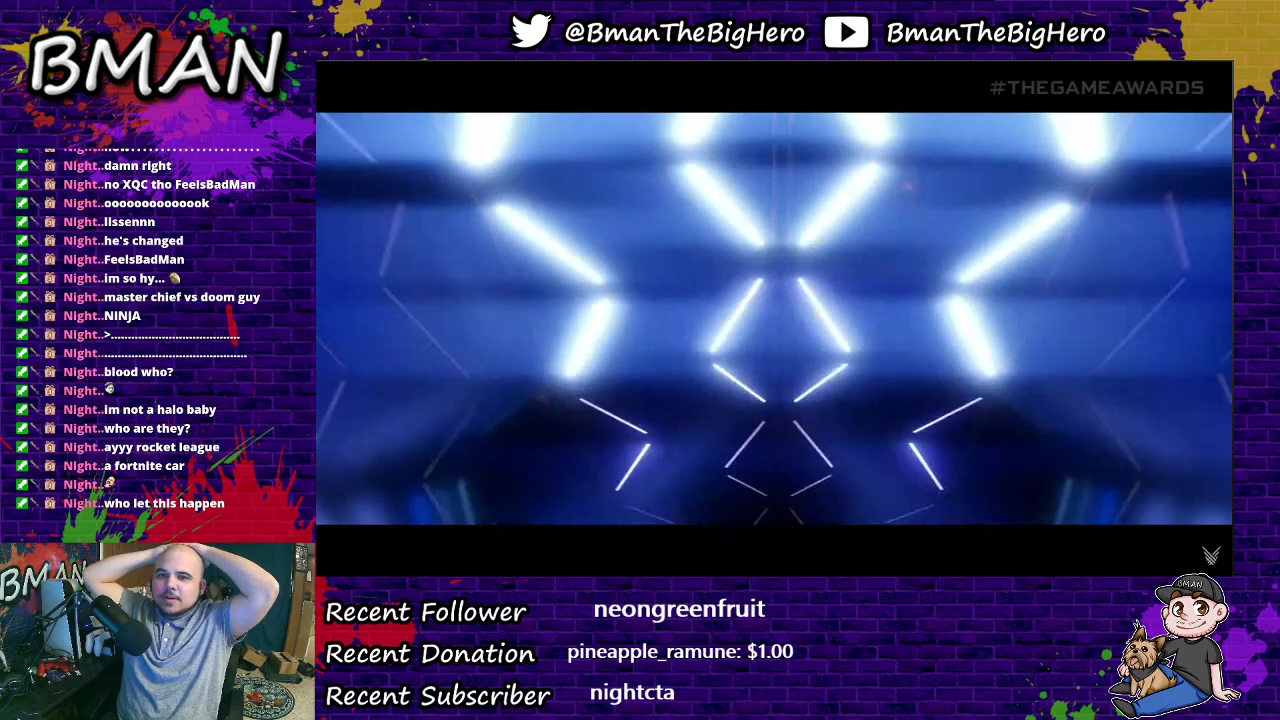 BMAN
@BmanTheBigHero
BmanTheBigHero
#THEGAMEAWARDS
Night..damn right
Night..no XQC tho FeelsBadMan
Night..ooooooooooooook
Night..lissennn
Night..he's changed
Night..FeelsBadMan
Night..im so hy...
Night..master chief vs doom guy
Night..NINJA
Night..>......................................
Night...........................................
Night..blood who?
Night..
Night..im not a halo baby
Night..who are they?
Night..ayyy rocket league
Night..a fortnite car
Night..
Night..who let this happen
BMAN
BMAN
Recent Follower neongreenfruit
Recent Donation pineapple_ramune: $1.00
Recent Subscriber nightcta